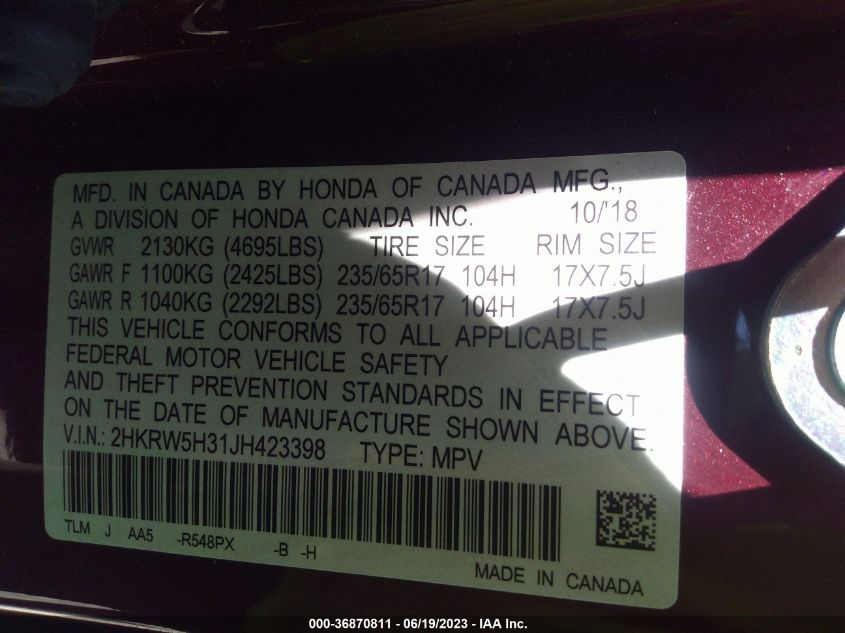 MFD. IN CANADA BY HONDA OF CANADA MFG.,
A DIVISION OF HONDA CANADA INC. 10/'18
GVWR 2130KG (4695LBS) TIRE SIZE RIM SIZE
GAWR F 1100KG (2425LBS) 235/65R17 104H 17X7.5J
GAWR R 1040KG (2292LBS) 235/65R17 104H 17X7.5J
THIS VEHICLE CONFORMS TO ALL APPLICABLE
FEDERAL MOTOR VEHICLE SAFETY
AND THEFT PREVENTION STANDARDS IN EFFECT
ON THE DATE OF MANUFACTURE SHOWN ABOVE.
V.I.N.: 2HKRW5H31JH423398 TYPE: MPV
TLM J AA5 -R548PX -B -H
MADE IN CANADA
000-36870811 - 06/19/2023 - IAA Inc.